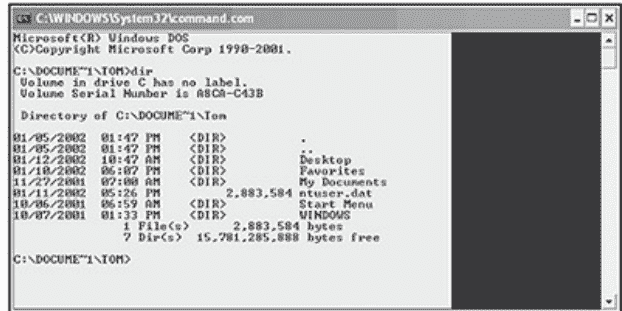 C:\WINDOWS\System32\command.com
Microsoft(R) Windows DOS
(C)Copyright Microsoft Corp 1990-2001.
C:\DOCUME~1\TOM>dir
Volume in drive C has no label.
Volume Serial Number is A8CA-C43B
Directory of C:\DOCUME~1\Tom
01/05/2002 01:47 PM <DIR> .
01/05/2002 01:47 PM <DIR> ..
01/12/2002 10:47 AM <DIR> Desktop
01/10/2002 06:07 PM <DIR> Favorites
11/27/2001 07:00 AM <DIR> My Documents
01/11/2002 05:26 PM 2,883,584 ntuser.dat
10/06/2001 06:59 AM <DIR> Start Menu
10/07/2001 01:33 PM <DIR> WINDOWS
1 File(s) 2,883,584 bytes
7 Dir(s) 15,781,285,888 bytes free
C:\DOCUME~1\TOM>